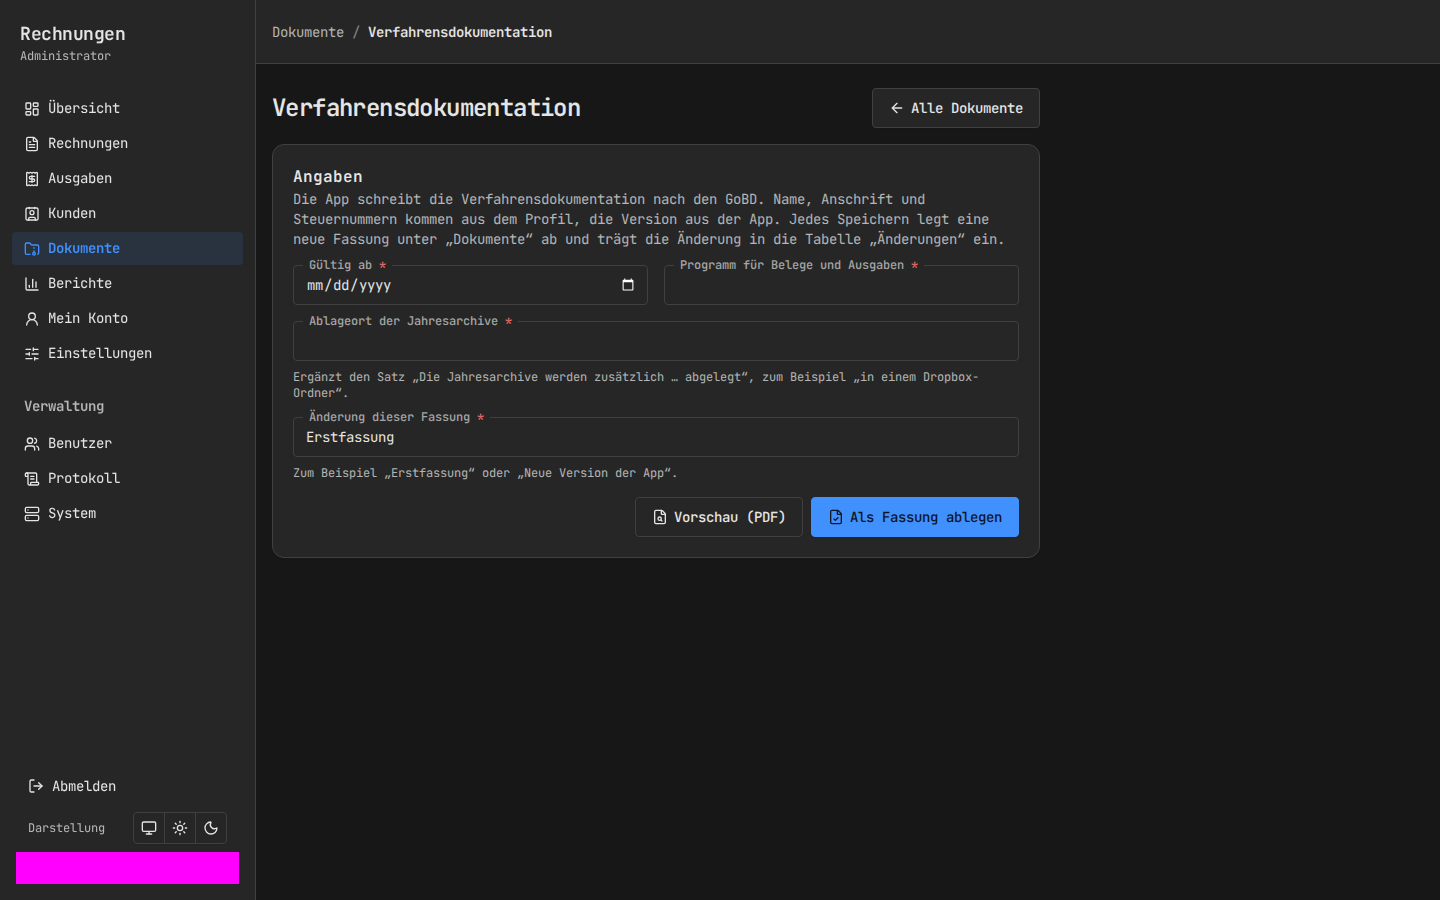 Rechnungen
Administrator
Übersicht
Rechnungen
Ausgaben
Kunden
Dokumente
Berichte
Mein Konto
Einstellungen
Verwaltung
Benutzer
Protokoll
System
Abmelden
Darstellung
Dokumente / Verfahrensdokumentation
Verfahrensdokumentation
Alle Dokumente
Angaben
Die App schreibt die Verfahrensdokumentation nach den GoBD. Name, Anschrift und
Steuernummern kommen aus dem Profil, die Version aus der App. Jedes Speichern legt eine
neue Fassung unter „Dokumente“ ab und trägt die Änderung in die Tabelle „Änderungen“ ein.
Gültig ab *
mm/dd/yyyy
Programm für Belege und Ausgaben *
Ablageort der Jahresarchive *
Ergänzt den Satz „Die Jahresarchive werden zusätzlich … abgelegt“, zum Beispiel „in einem Dropbox-
Ordner“.
Änderung dieser Fassung *
Erstfassung
Zum Beispiel „Erstfassung“ oder „Neue Version der App“.
Vorschau (PDF)
Als Fassung ablegen